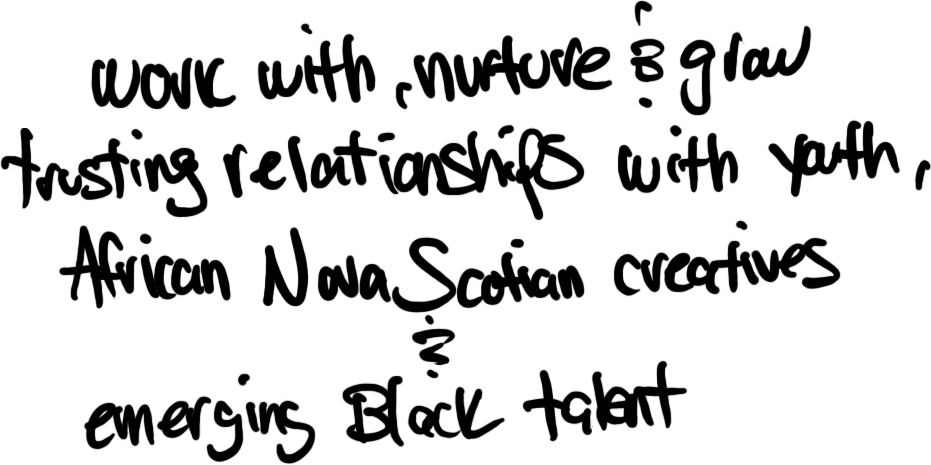 work with, nurture & grow
trusting relationships with youth,
African Nova Scotian creatives
&
emerging Black talent